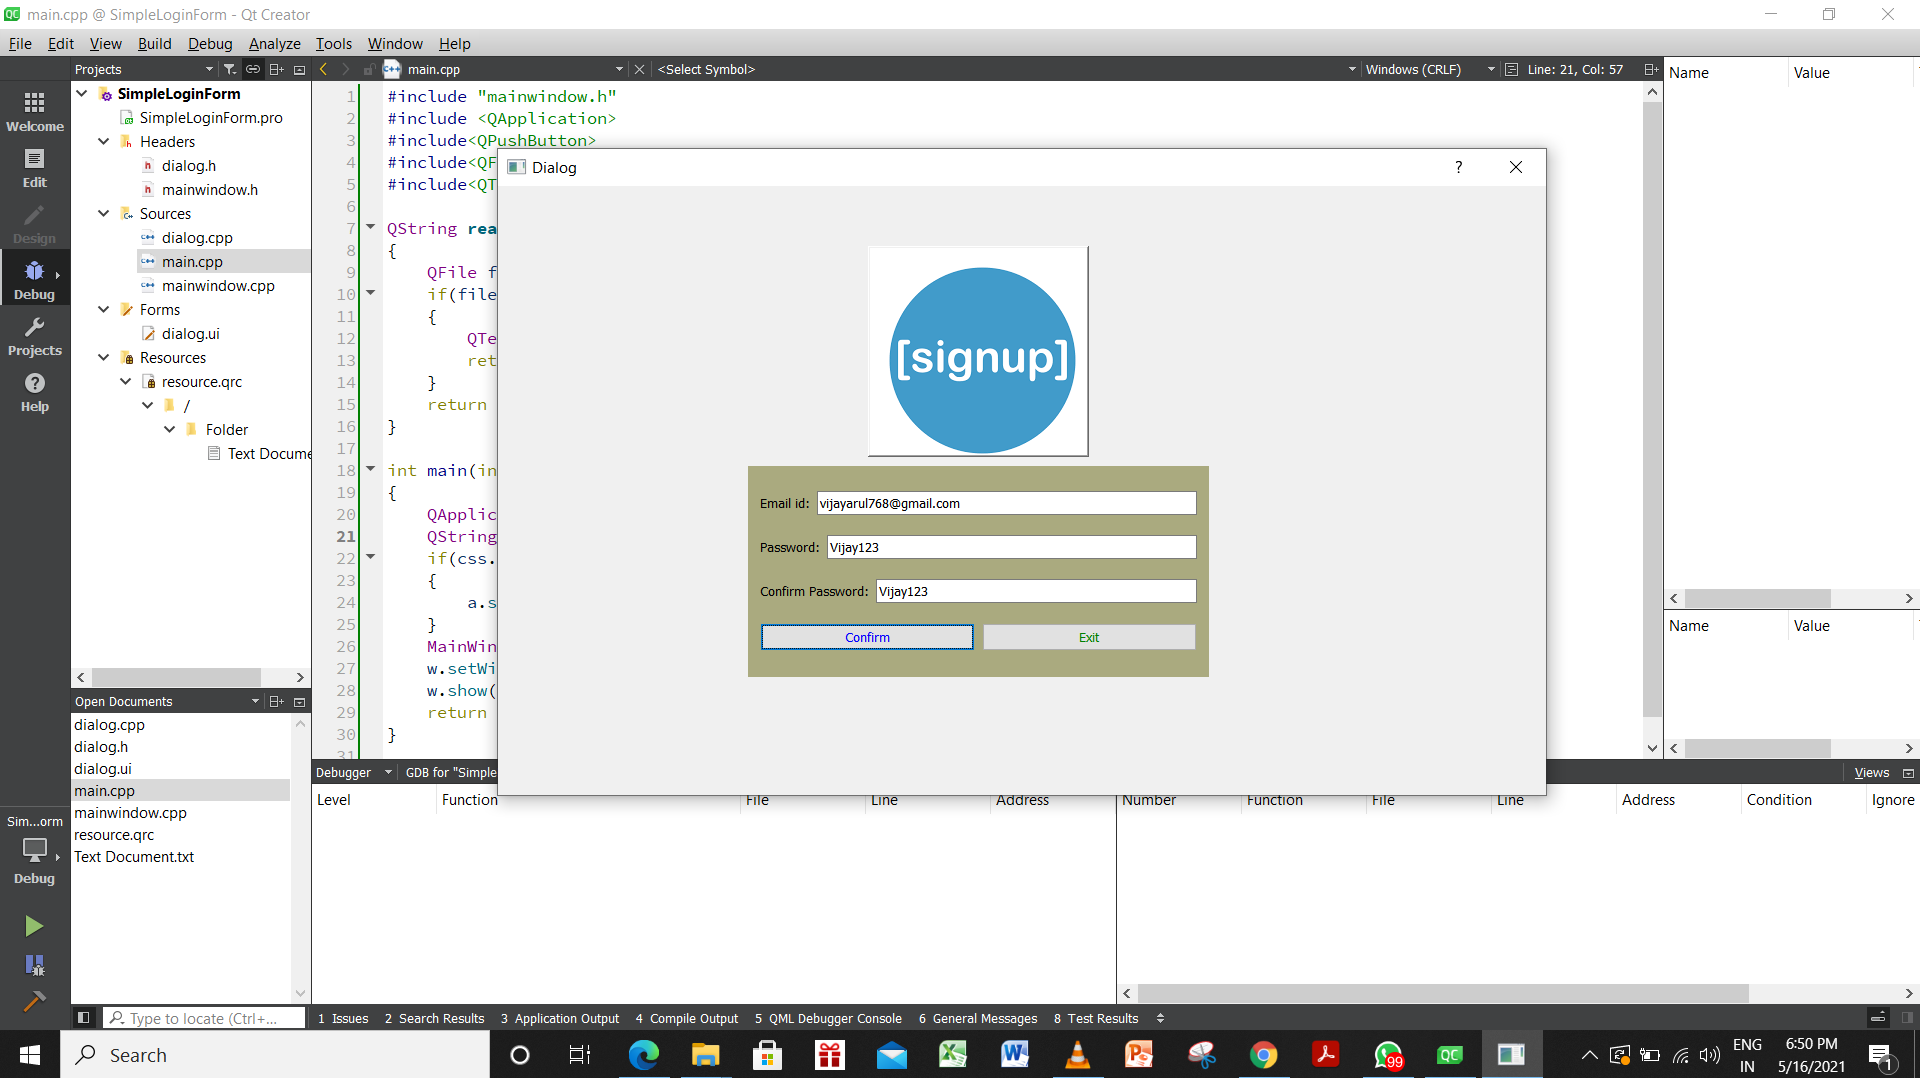 main.cpp @ SimpleLoginForm - Qt Creator
File Edit View Build Debug Analyze Tools Window Help
Projects
main.cpp
<Select Symbol>
Windows (CRLF)
Line: 21, Col: 57
Name Value
Welcome
Edit
Design
Debug
Projects
Help
SimpleLoginForm
SimpleLoginForm.pro
Headers
dialog.h
mainwindow.h
Sources
dialog.cpp
main.cpp
mainwindow.cpp
Forms
dialog.ui
Resources
resource.qrc
/
Folder
Text Docume
1 #include "mainwindow.h"
2 #include <QApplication>
3 #include<QPushButton>
4 #include<QF
5 #include<QT
6
7 QString rea
8 {
9 QFile f
10 if(file
11 {
12 QTe
13 ret
14 }
15 return
16 }
17
18 int main(in
19 {
20 QApplic
21 QString
22 if(css.
23 {
24 a.s
25 }
26 MainWin
27 w.setWi
28 w.show(
29 return
30 }
31
Dialog
?
[signup]
Email id: vijayarul768@gmail.com
Password: Vijay123
Confirm Password: Vijay123
Confirm Exit
Name Value
Open Documents
dialog.cpp
dialog.h
dialog.ui
main.cpp
mainwindow.cpp
resource.qrc
Text Document.txt
Sim...orm
Debug
Debugger
GDB for "Simple
Views
Level Function File Line Address
Number Function File Line Address Condition Ignore
Type to locate (Ctrl+...
1 Issues 2 Search Results 3 Application Output 4 Compile Output 5 QML Debugger Console 6 General Messages 8 Test Results
Search
99
QC
ENG
IN
6:50 PM
5/16/2021
1